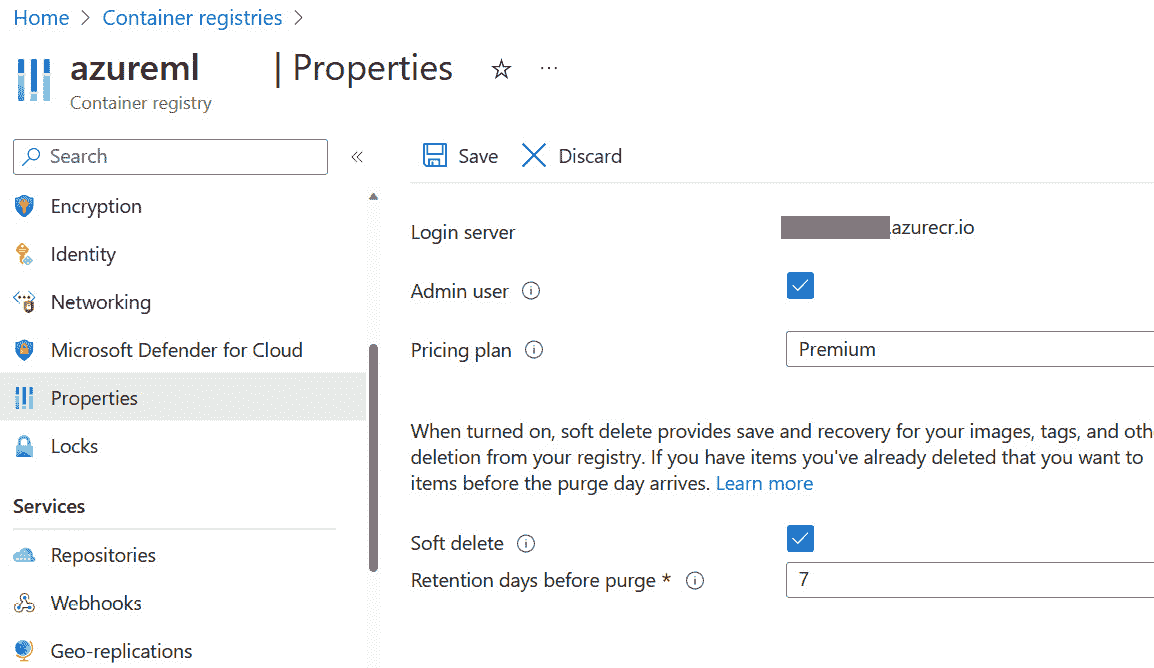 Home > Container registries >
azureml | Properties
Container registry
Search
«
Save Discard
Encryption
Identity
Networking
Microsoft Defender for Cloud
Properties
Locks
Services
Repositories
Webhooks
Geo-replications
Login server .azurecr.io
Admin user
Pricing plan Premium
When turned on, soft delete provides save and recovery for your images, tags, and oth
deletion from your registry. If you have items you've already deleted that you want to
items before the purge day arrives. Learn more
Soft delete
Retention days before purge * 7